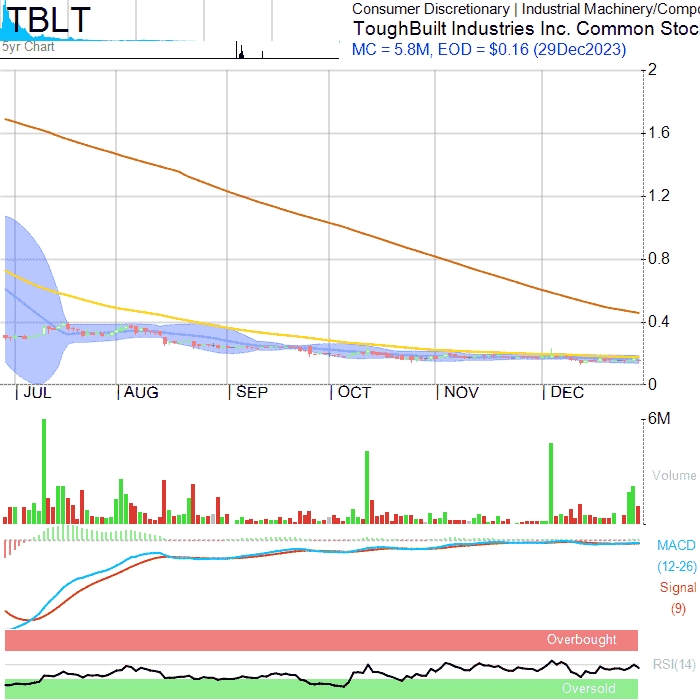 TBLT
5yr Chart
Consumer Discretionary | Industrial Machinery/Compo
ToughBuilt Industries Inc. Common Stoc
MC = 5.8M, EOD = $0.16 (29Dec2023)
2
1.6
1.2
0.8
0.4
0
JUL AUG SEP OCT NOV DEC
6M
Volume
MACD
(12-26)
Signal
(9)
Overbought
RSI(14)
Oversold